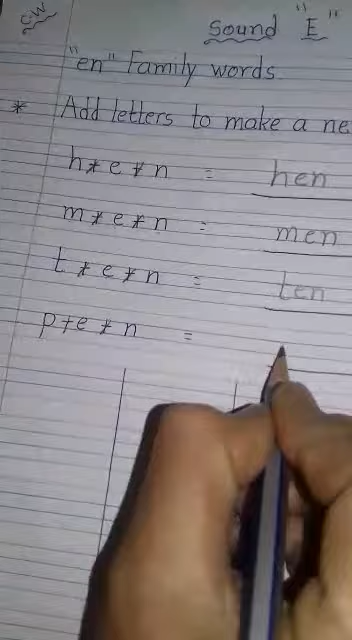 CW
Sound "E"
"en" Family words.
* Add letters to make a ne
h * e * n = hen
m * e * n = men
t * e * n = ten
p + e * n =